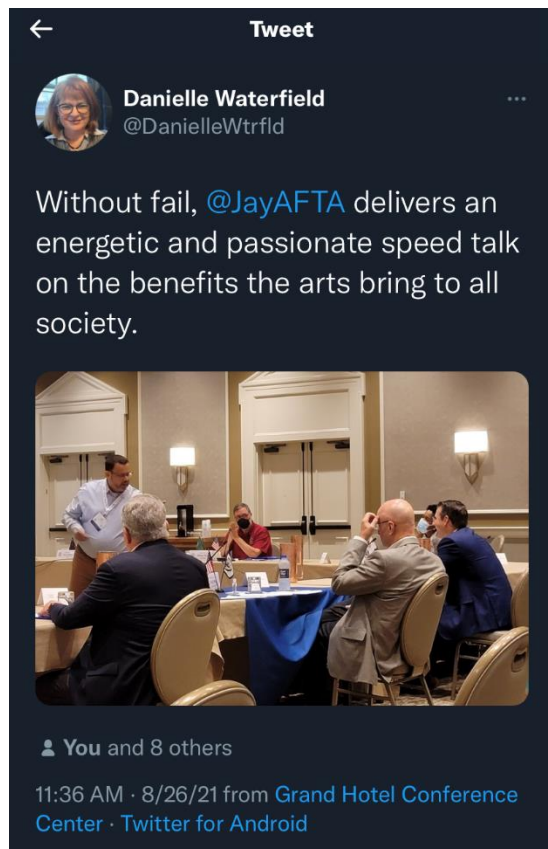 Tweet
Danielle Waterfield
@DanielleWtrfld
Without fail, @JayAFTA delivers an
energetic and passionate speed talk
on the benefits the arts bring to all
society.
You and 8 others
11:36 AM · 8/26/21 from Grand Hotel Conference
Center · Twitter for Android